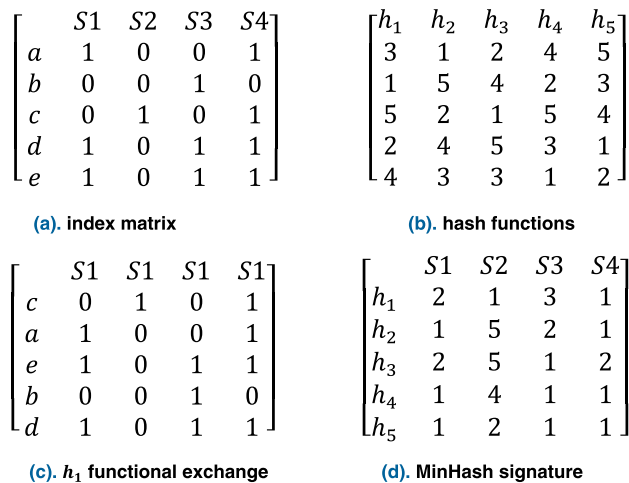 S1 S2 S3 S4
a 1 0 0 1
b 0 0 1 0
c 0 1 0 1
d 1 0 1 1
e 1 0 1 1
(a). index matrix
h₁ h₂ h₃ h₄ h₅
3 1 2 4 5
1 5 4 2 3
5 2 1 5 4
2 4 5 3 1
4 3 3 1 2
(b). hash functions
S1 S1 S1 S1
c 0 1 0 1
a 1 0 0 1
e 1 0 1 1
b 0 0 1 0
d 1 0 1 1
(c). h₁ functional exchange
S1 S2 S3 S4
h₁ 2 1 3 1
h₂ 1 5 2 1
h₃ 2 5 1 2
h₄ 1 4 1 1
h₅ 1 2 1 1
(d). MinHash signature